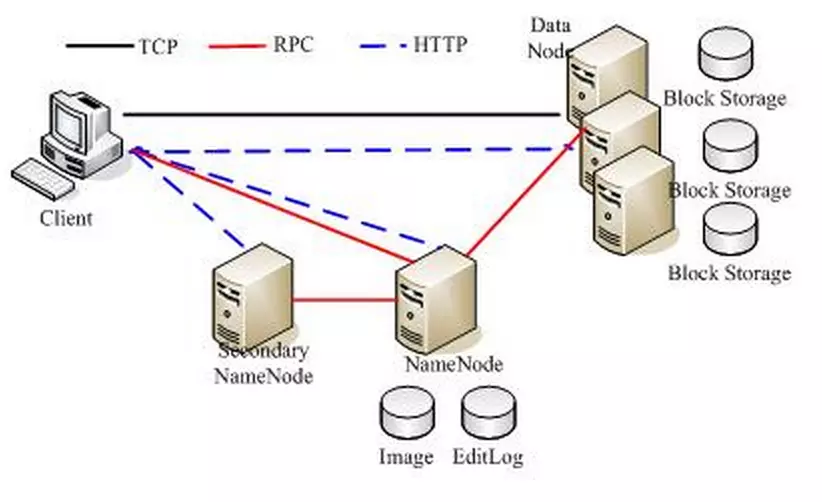 TCP
RPC
HTTP
Data
Node
Block Storage
Block Storage
Block Storage
Client
Secondary
NameNode
NameNode
Image
EditLog